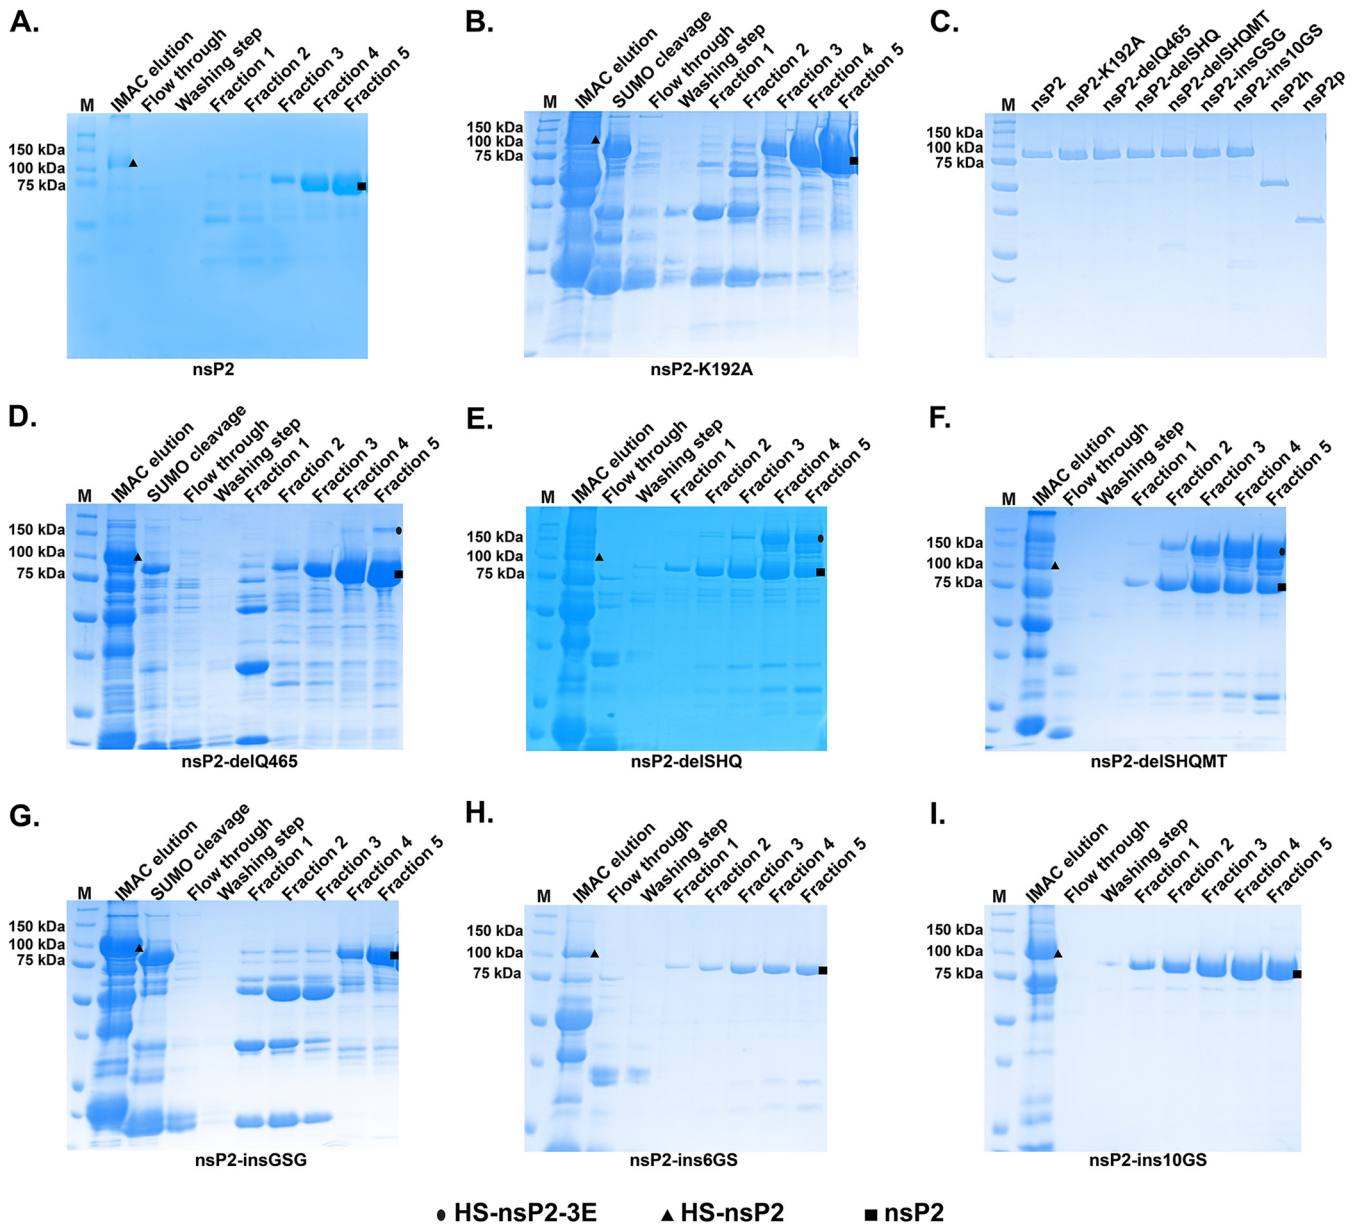 A.
M
IMAC elution
Flow through
Washing step
Fraction 1
Fraction 2
Fraction 3
Fraction 4
Fraction 5
150 kDa
100 kDa
75 kDa
nsP2
B.
M
IMAC elution
SUMO cleavage
Flow through
Washing step
Fraction 1
Fraction 2
Fraction 3
Fraction 4
Fraction 5
150 kDa
100 kDa
75 kDa
nsP2-K192A
C.
M
nsP2
nsP2-K192A
nsP2-delQ465
nsP2-delSHQ
nsP2-delSHQMT
nsP2-insGSG
nsP2-ins10GS
nsP2h
nsP2p
150 kDa
100 kDa
75 kDa
D.
M
IMAC elution
SUMO cleavage
Flow through
Washing step
Fraction 1
Fraction 2
Fraction 3
Fraction 4
Fraction 5
150 kDa
100 kDa
75 kDa
nsP2-delQ465
E.
M
IMAC elution
Flow through
Washing step
Fraction 1
Fraction 2
Fraction 3
Fraction 4
Fraction 5
150 kDa
100 kDa
75 kDa
nsP2-delSHQ
F.
M
IMAC elution
Flow through
Washing step
Fraction 1
Fraction 2
Fraction 3
Fraction 4
Fraction 5
150 kDa
100 kDa
75 kDa
nsP2-delSHQMT
G.
M
IMAC elution
SUMO cleavage
Flow through
Washing step
Fraction 1
Fraction 2
Fraction 3
Fraction 4
Fraction 5
150 kDa
100 kDa
75 kDa
nsP2-insGSG
H.
M
IMAC elution
Flow through
Washing step
Fraction 1
Fraction 2
Fraction 3
Fraction 4
Fraction 5
150 kDa
100 kDa
75 kDa
nsP2-ins6GS
I.
M
IMAC elution
Flow through
Washing step
Fraction 1
Fraction 2
Fraction 3
Fraction 4
Fraction 5
150 kDa
100 kDa
75 kDa
nsP2-ins10GS
HS-nsP2-3E
HS-nsP2
nsP2